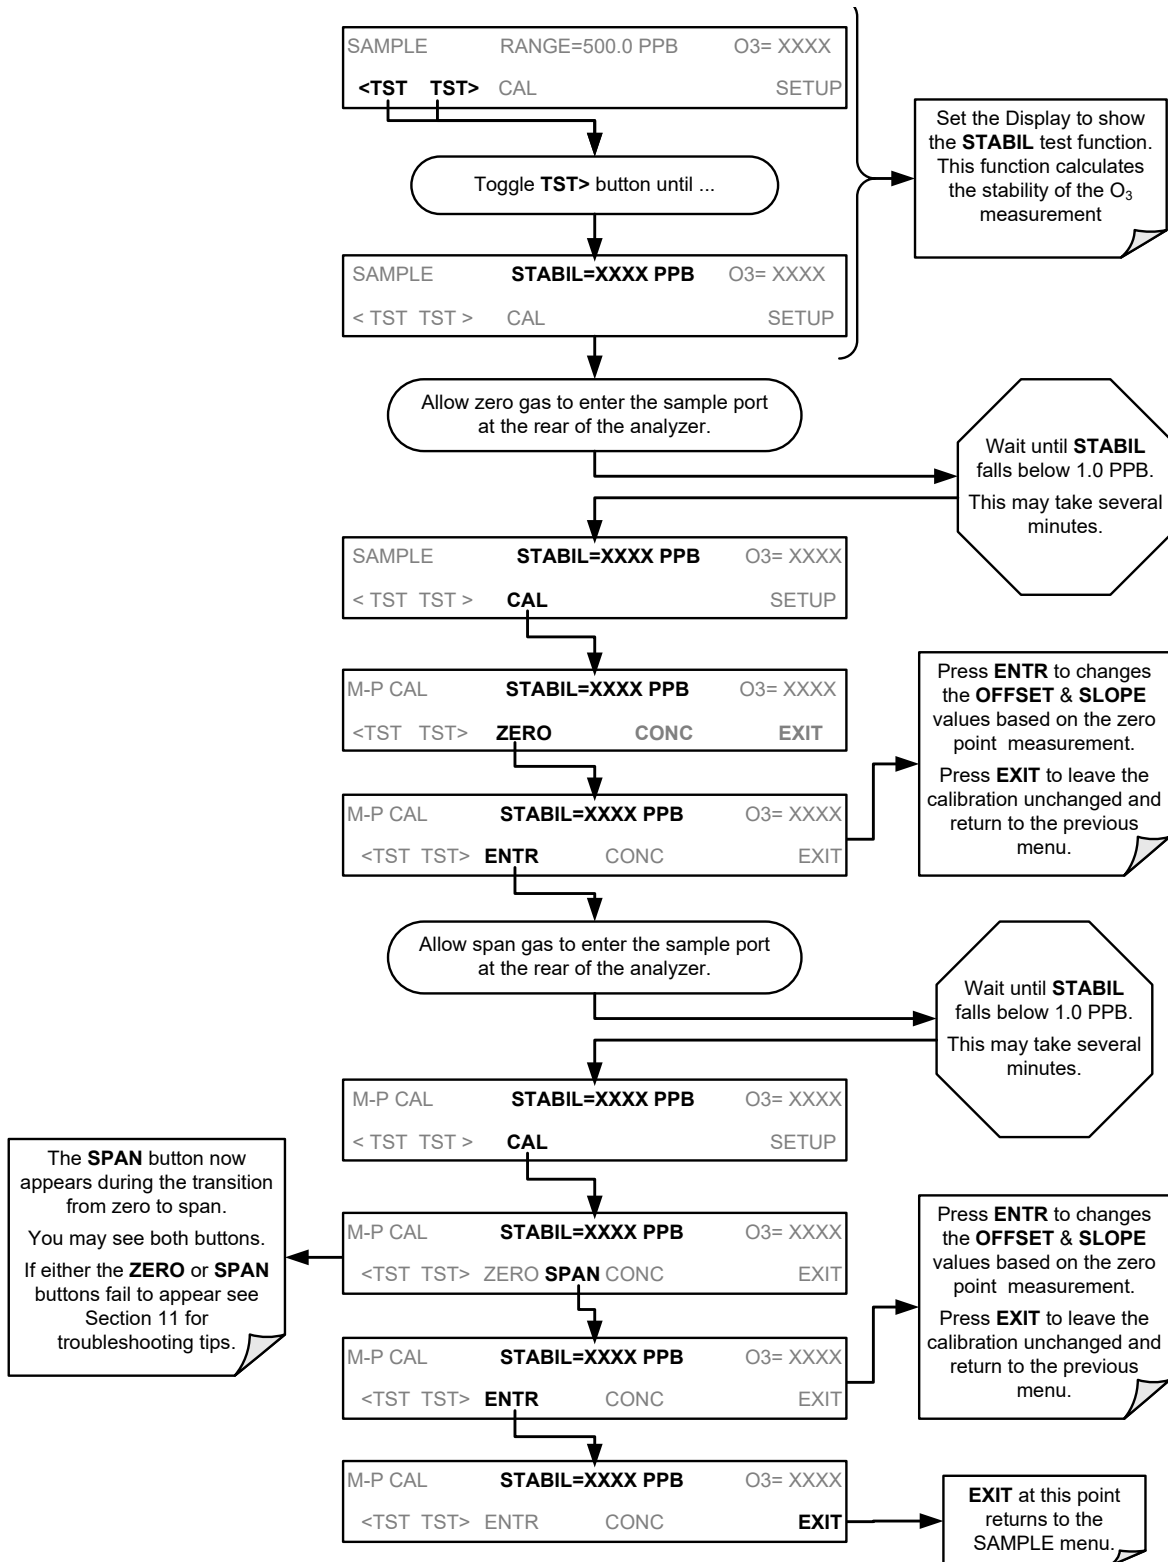 SAMPLE RANGE=500.0 PPB O3= XXXX
<TST TST> CAL SETUP
Set the Display to show
the STABIL test function.
This function calculates
the stability of the O3
measurement
Toggle TST> button until ...
SAMPLE STABIL=XXXX PPB O3= XXXX
< TST TST > CAL SETUP
Allow zero gas to enter the sample port
at the rear of the analyzer.
Wait until STABIL
falls below 1.0 PPB.
This may take several
minutes.
SAMPLE STABIL=XXXX PPB O3= XXXX
< TST TST > CAL SETUP
M-P CAL STABIL=XXXX PPB O3= XXXX
<TST TST> ZERO CONC EXIT
Press ENTR to changes
the OFFSET & SLOPE
values based on the zero
point measurement.
Press EXIT to leave the
calibration unchanged and
return to the previous
menu.
M-P CAL STABIL=XXXX PPB O3= XXXX
<TST TST> ENTR CONC EXIT
Allow span gas to enter the sample port
at the rear of the analyzer.
Wait until STABIL
falls below 1.0 PPB.
This may take several
minutes.
M-P CAL STABIL=XXXX PPB O3= XXXX
< TST TST > CAL SETUP
The SPAN button now
appears during the transition
from zero to span.
You may see both buttons.
If either the ZERO or SPAN
buttons fail to appear see
Section 11 for
troubleshooting tips.
M-P CAL STABIL=XXXX PPB O3= XXXX
<TST TST> ZERO SPAN CONC EXIT
Press ENTR to changes
the OFFSET & SLOPE
values based on the zero
point measurement.
Press EXIT to leave the
calibration unchanged and
return to the previous
menu.
M-P CAL STABIL=XXXX PPB O3= XXXX
<TST TST> ENTR CONC EXIT
M-P CAL STABIL=XXXX PPB O3= XXXX
<TST TST> ENTR CONC EXIT
EXIT at this point
returns to the
SAMPLE menu.